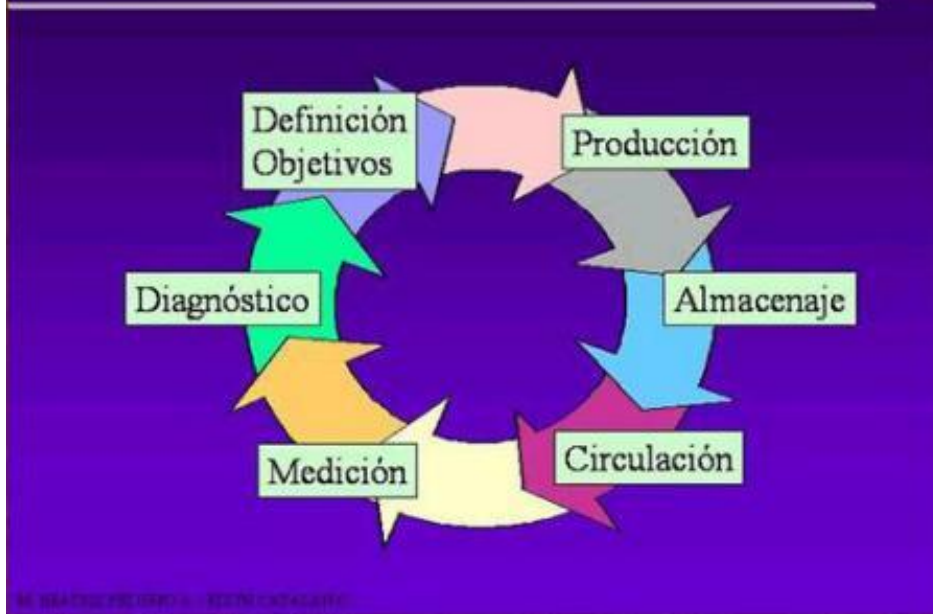 Definición
Objetivos
Producción
Diagnóstico
Almacenaje
Medición
Circulación